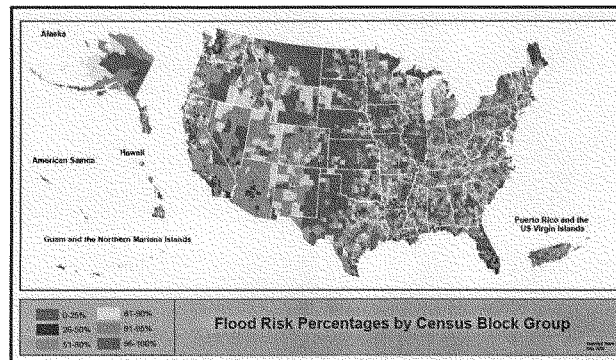 Alaska
Hawaii
American Samoa
Guam and the Northern Mariana Islands
Puerto Rico and the
US Virgin Islands
0-25%
26-50%
51-80%
81-90%
91-95%
96-100%
Flood Risk Percentages by Census Block Group